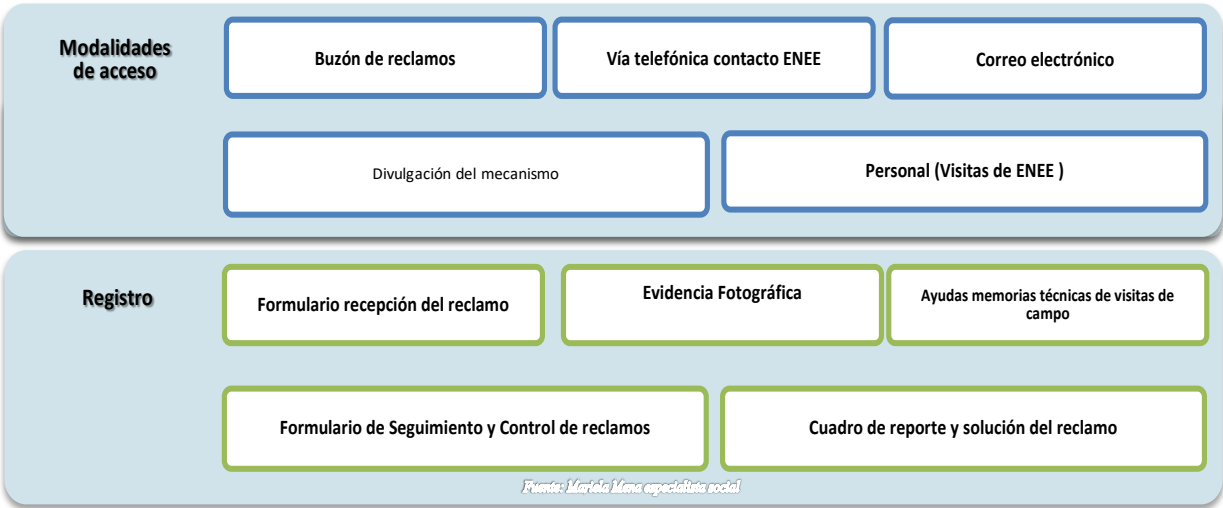 Modalidades
de acceso
Buzón de reclamos
Vía telefónica contacto ENEE
Correo electrónico
Divulgación del mecanismo
Personal (Visitas de ENEE )
Registro
Formulario recepción del reclamo
Evidencia Fotográfica
Ayudas memorias técnicas de visitas de
campo
Formulario de Seguimiento y Control de reclamos
Cuadro de reporte y solución del reclamo
Fuente: Mariela Mena especialista social